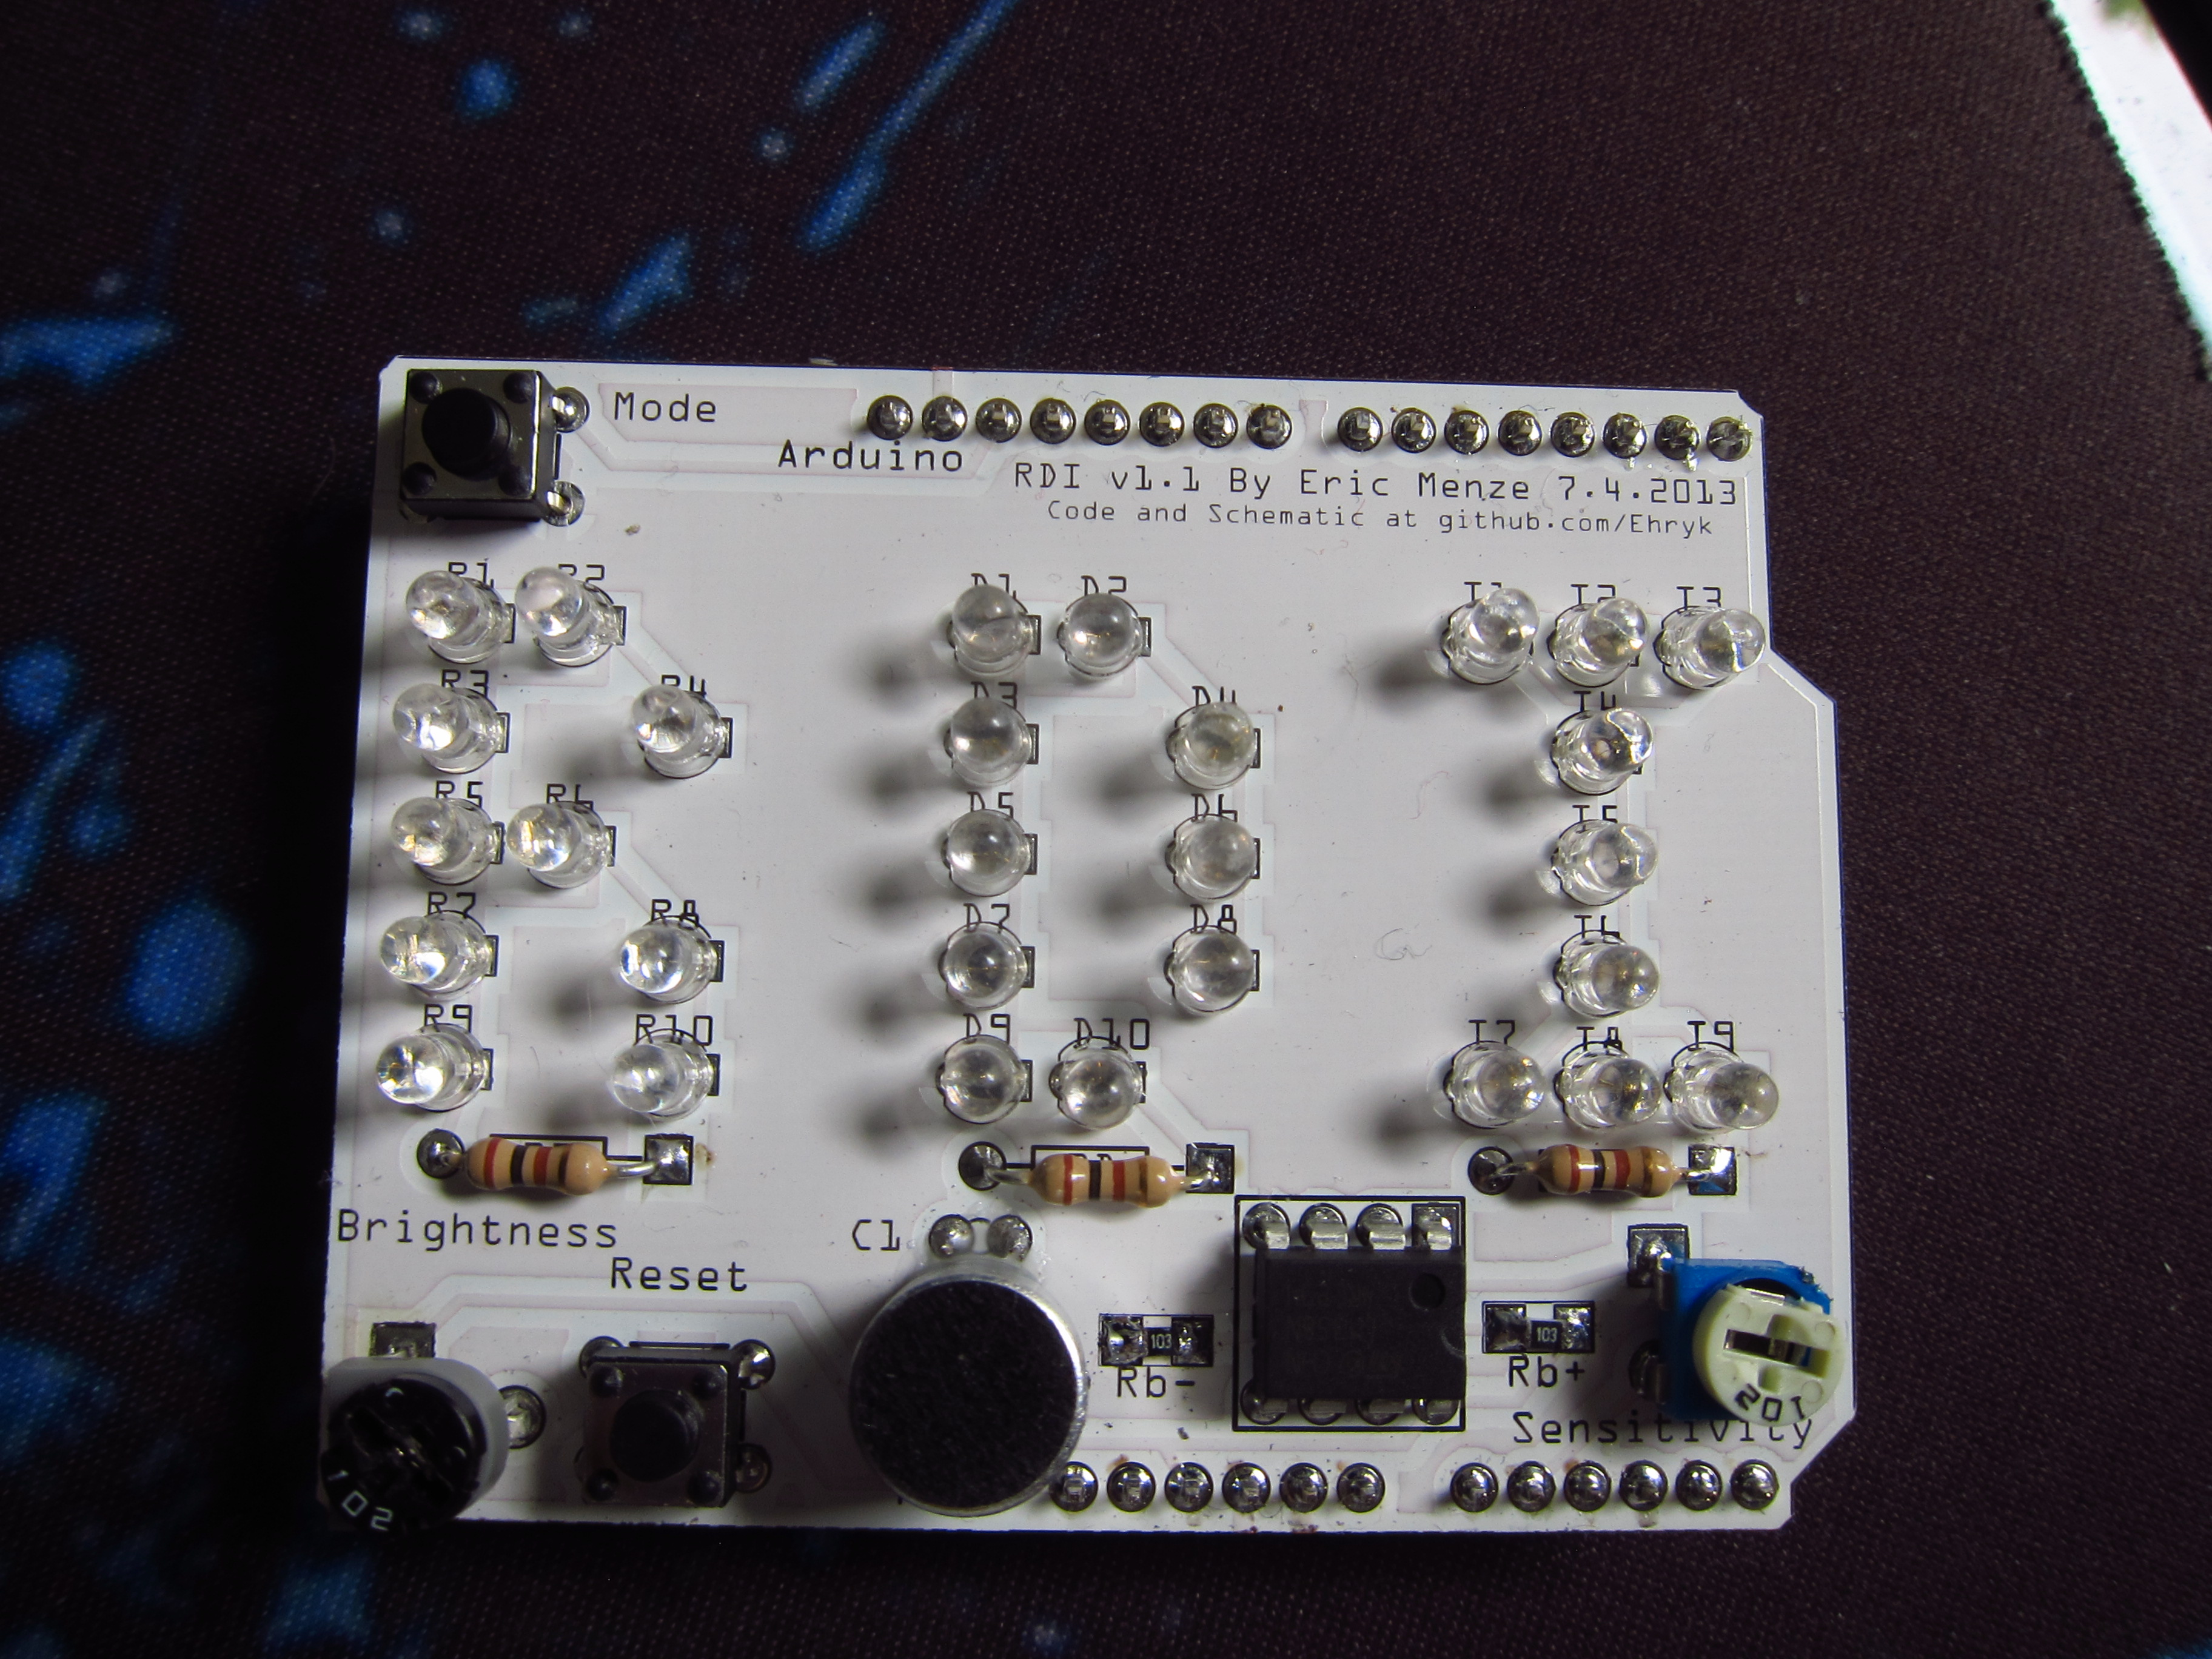 Mode
Arduino
RDI v1.1 By Eric Menze 7.4.2013
Code and Schematic at github.com/Ehryk
R1 R2 D1 D2 I1 I2 I3
R3 R4 D3 D4 I4
R5 R6 D5 D6 I5
R7 R8 D7 D8 I6
R9 R10 D9 D10 I7 I8 I9
Brightness
C1
Reset
103
103
Rb-
Rb+
201
Sensitivity
102